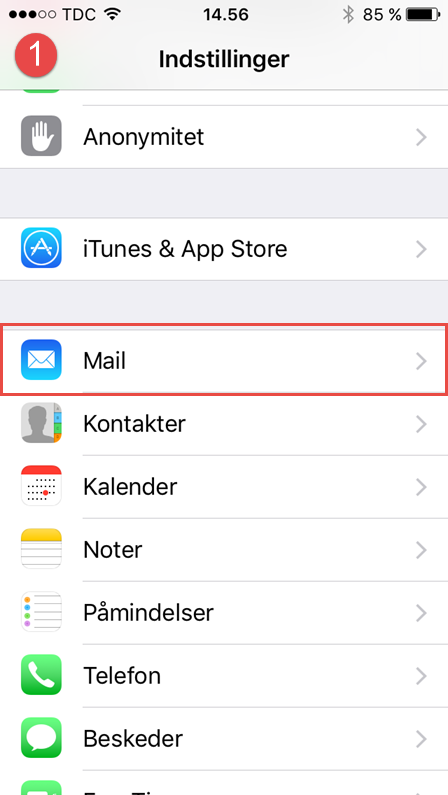 TDC 14.56 85 %
1
Indstillinger
Anonymitet
iTunes & App Store
Mail
Kontakter
Kalender
Noter
Påmindelser
Telefon
Beskeder